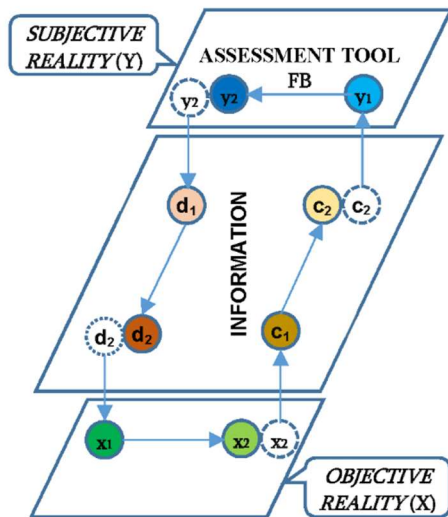 SUBJECTIVE
REALITY (Y)
ASSESSMENT TOOL
FB
y2 y2 y1
d1 c2 c2
INFORMATION
d2 d2 c1
x1 x2 x2
OBJECTIVE
REALITY (X)